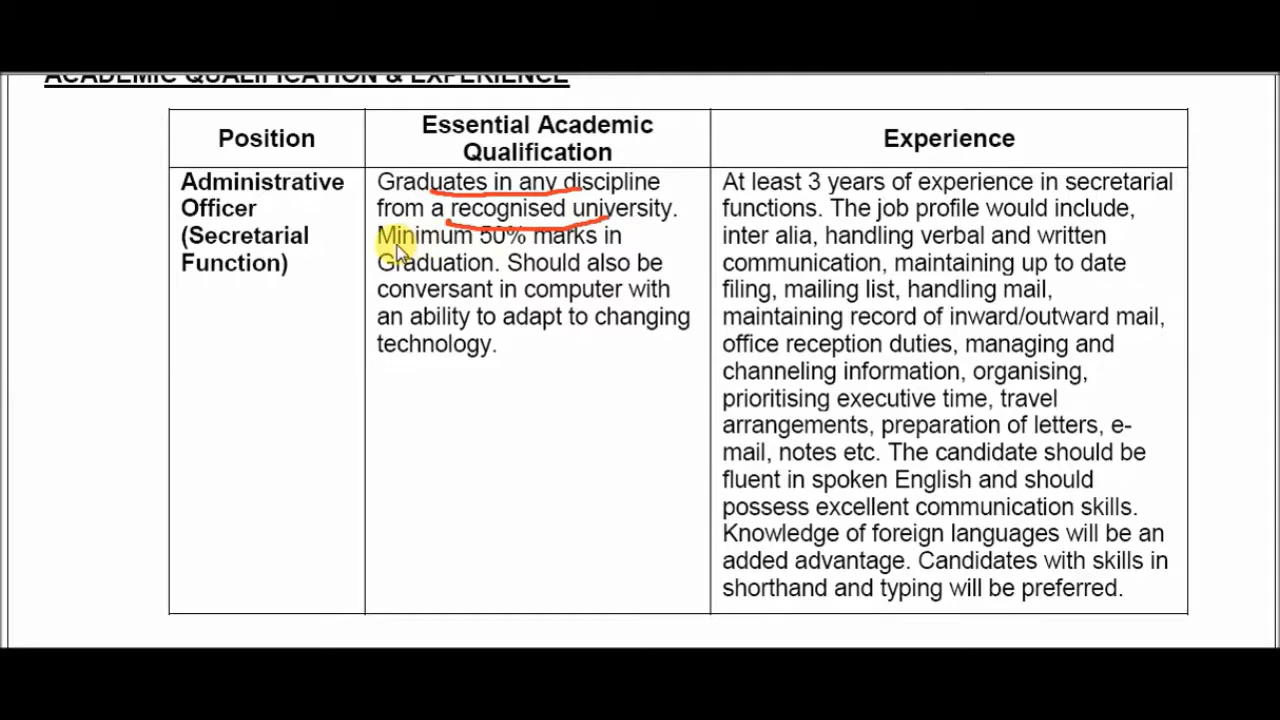 ACADEMIC QUALIFICATION & EXPERIENCE
Position
Essential Academic
Qualification
Experience
Administrative
Officer
(Secretarial
Function)
Graduates in any discipline
from a recognised university.
Minimum 50% marks in
Graduation. Should also be
conversant in computer with
an ability to adapt to changing
technology.
At least 3 years of experience in secretarial
functions. The job profile would include,
inter alia, handling verbal and written
communication, maintaining up to date
filing, mailing list, handling mail,
maintaining record of inward/outward mail,
office reception duties, managing and
channeling information, organising,
prioritising executive time, travel
arrangements, preparation of letters, e-
mail, notes etc. The candidate should be
fluent in spoken English and should
possess excellent communication skills.
Knowledge of foreign languages will be an
added advantage. Candidates with skills in
shorthand and typing will be preferred.